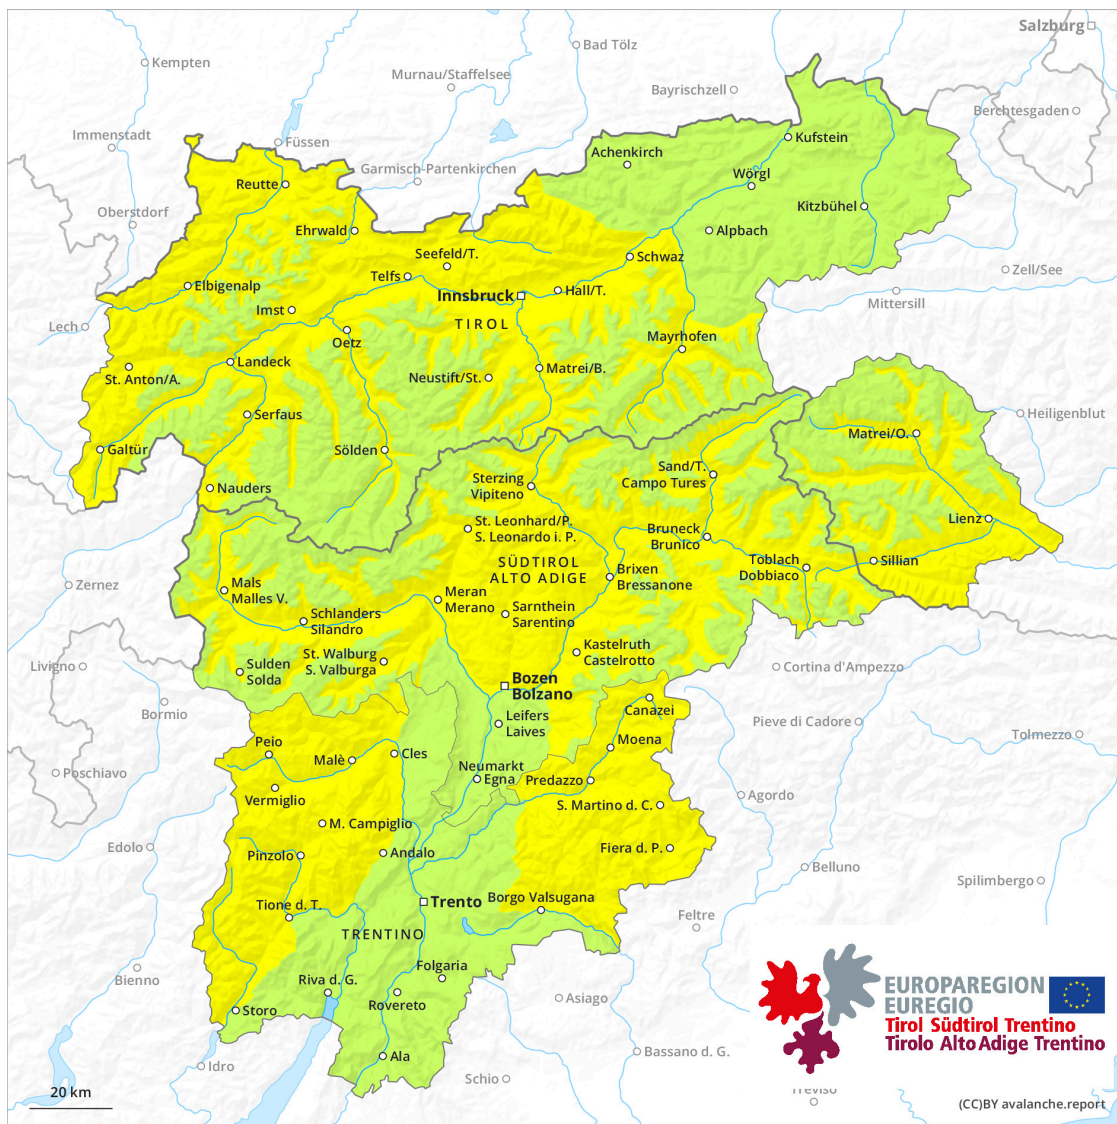 Salzburg
Bad Tölz
Kempten
Murnau/Staffelsee
Bayrischzell
Berchtesgaden
Immenstadt
Füssen
Kufstein
Achenkirch
Garmisch-Partenkirchen
Wörgl
Reutte
Kitzbühel
Oberstdorf
Ehrwald
Alpbach
Seefeld/T.
Schwaz
Zell/See
Telfs
Elbigenalp
Hall/T.
Innsbruck
Mittersill
Imst
TIROL
Lech
Oetz
Mayrhofen
Landeck
Matrei/B.
St. Anton/A.
Neustift/St.
Serfaus
Heiligenblut
Matrei/O.
Galtür
Sölden
Sand/T.
Campo Tures
Sterzing
Vipiteno
Nauders
Lienz
St. Leonhard/P.
S. Leonardo i. P.
Bruneck
Brunico
SÜDTIROL
ALTO ADIGE
Toblach
Dobbiaco
Sillian
Brixen
Bressanone
Zernez
Mals
Malles V.
Meran
Merano
Sarnthein
Sarentino
Schlanders
Silandro
Kastelruth
Castelrotto
St. Walburg
S. Valburga
Livigno
Sulden
Solda
Cortina d'Ampezzo
Bozen
Bolzano
Canazei
Bormio
Leifers
Laives
Pieve di Cadore
Tolmezzo
Peio
Moena
Malè
Cles
Poschiavo
Neumarkt
Egna
Predazzo
Vermiglio
Agordo
S. Martino d. C.
M. Campiglio
Edolo
Pinzolo
Andalo
Fiera d. P.
Belluno
Spilimbergo
Borgo Valsugana
Trento
Tione d. T.
Feltre
TRENTINO
Bienno
Folgaria
Riva d. G.
EUROPAREGION
EUREGIO
Tirol Südtirol Trentino
Tirolo Alto Adige Trentino
Asiago
Rovereto
Storo
Ala
Bassano d. G.
Idro
Schio
Treviso
20 km
(CC)BY avalanche.report